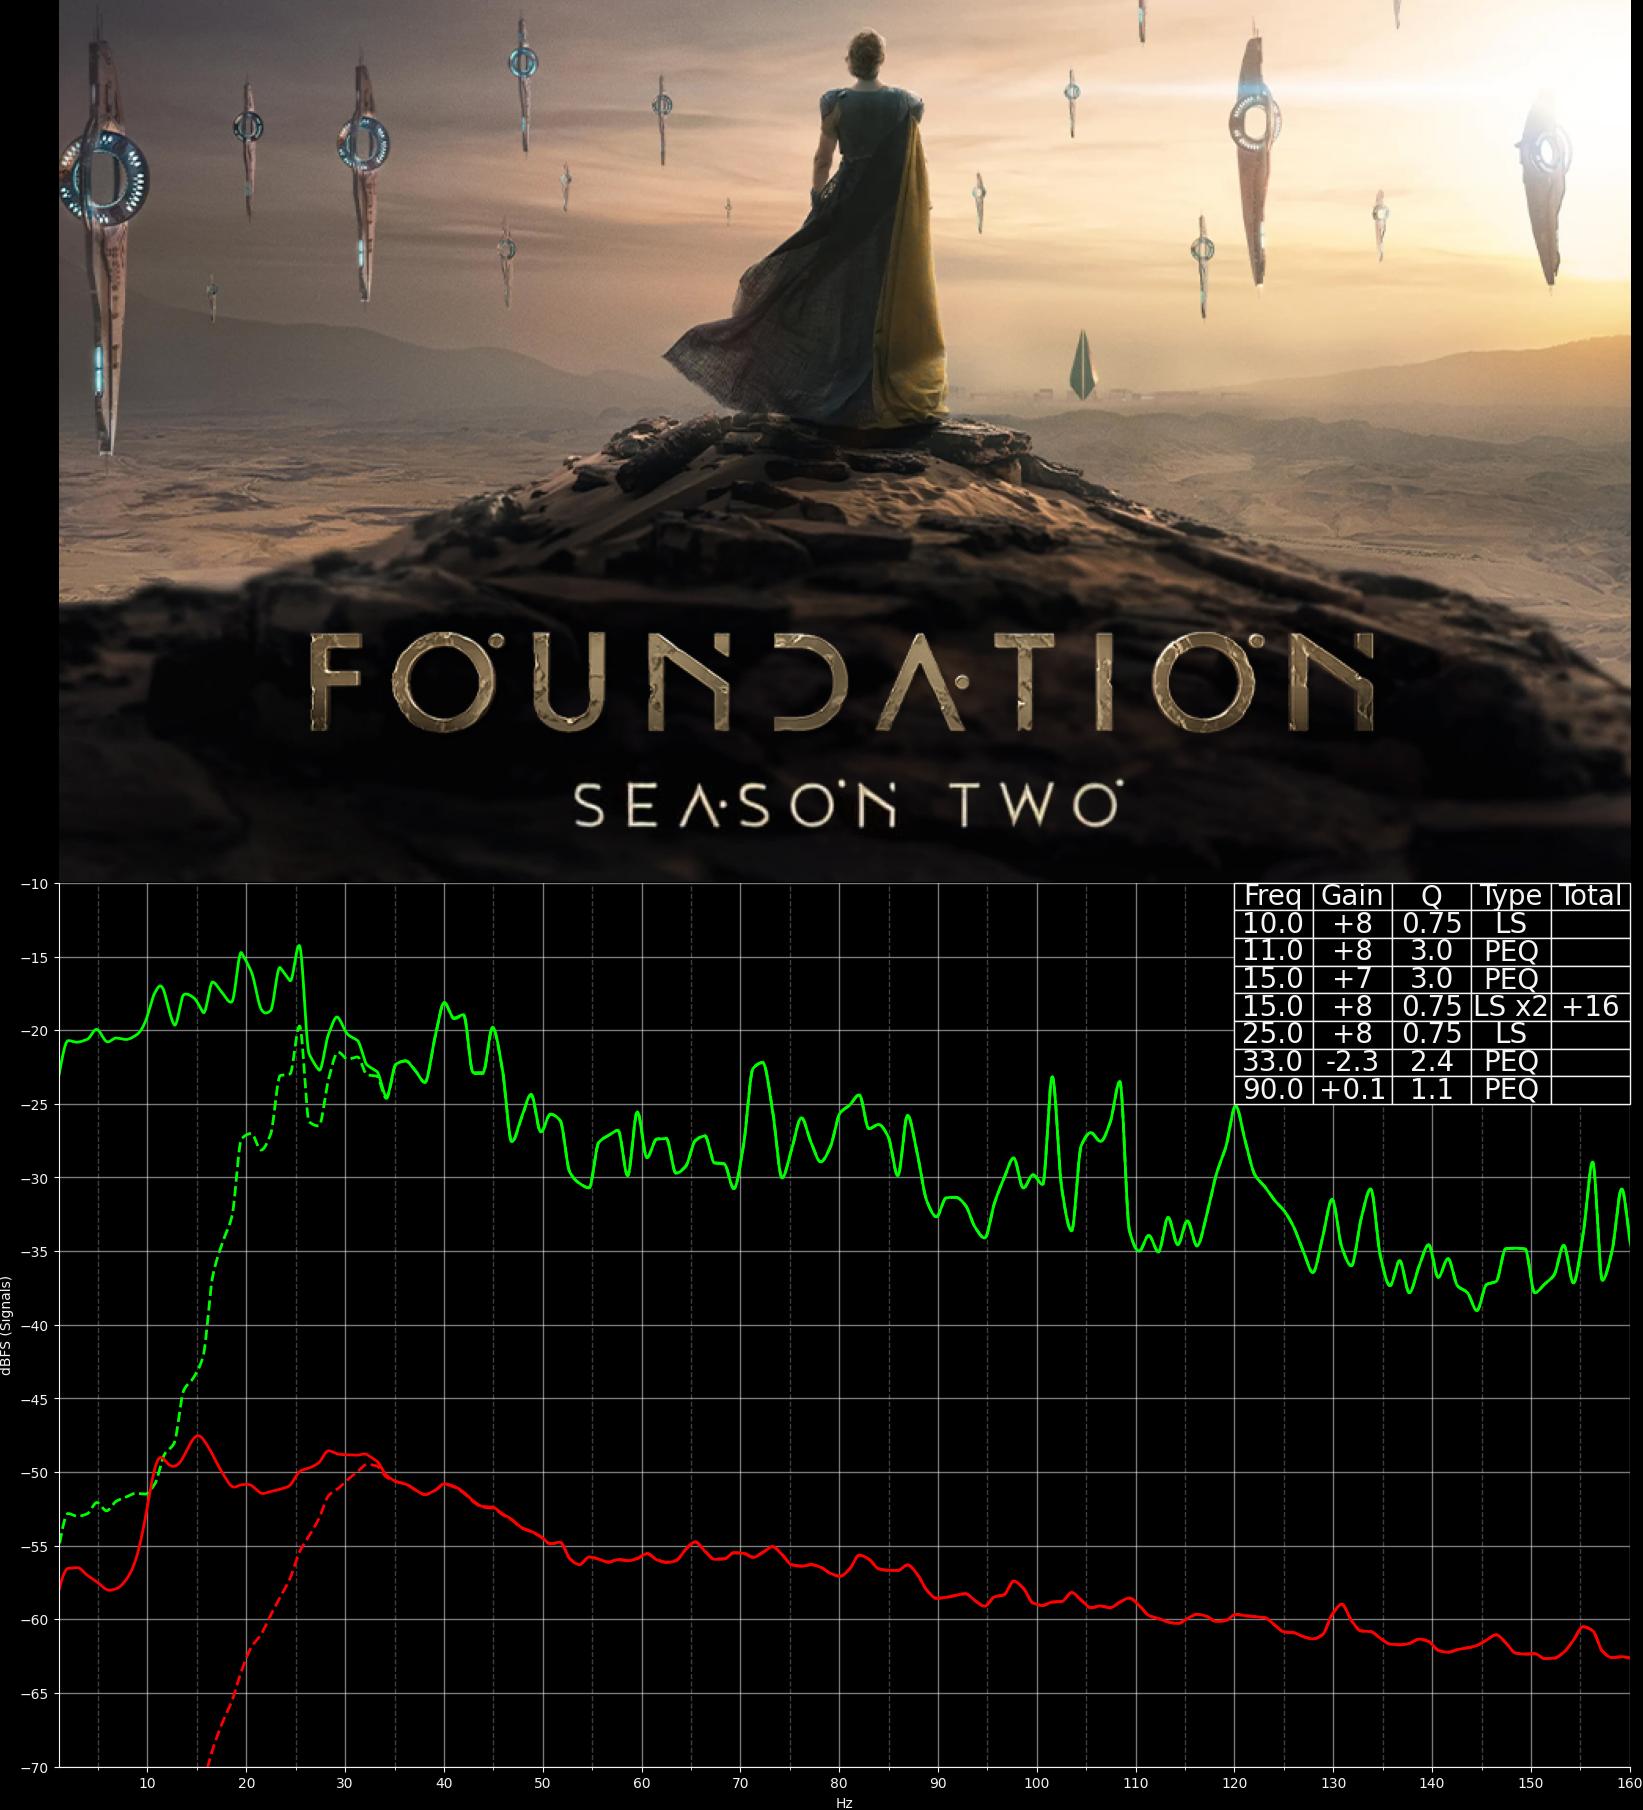 FOUNDATION
SEASON TWO
Freq Gain Q Type Total
10.0 +8 0.75 LS
11.0 +8 3.0 PEQ
15.0 +7 3.0 PEQ
15.0 +8 0.75 LS x2 +16
25.0 +8 0.75 LS
33.0 -2.3 2.4 PEQ
90.0 +0.1 1.1 PEQ
−10
−15
−20
−25
−30
−35
−40
−45
−50
−55
−60
−65
−70
dBFS (Signals)
10 20 30 40 50 60 70 80 90 100 110 120 130 140 150 160
Hz